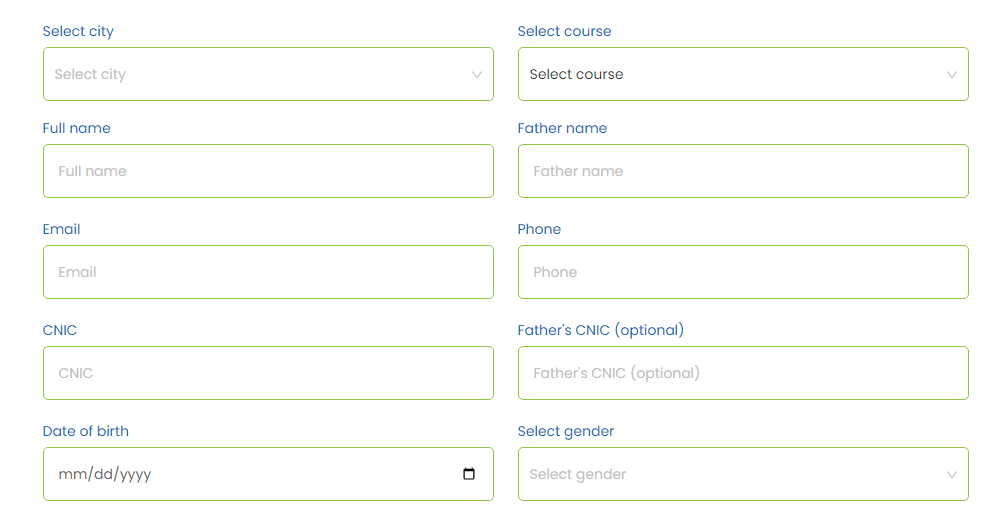 Select city
Select course
Select city
Select course
Full name
Father name
Full name
Father name
Email
Phone
Email
Phone
CNIC
Father's CNIC (optional)
CNIC
Father's CNIC (optional)
Date of birth
Select gender
mm/dd/yyyy
Select gender